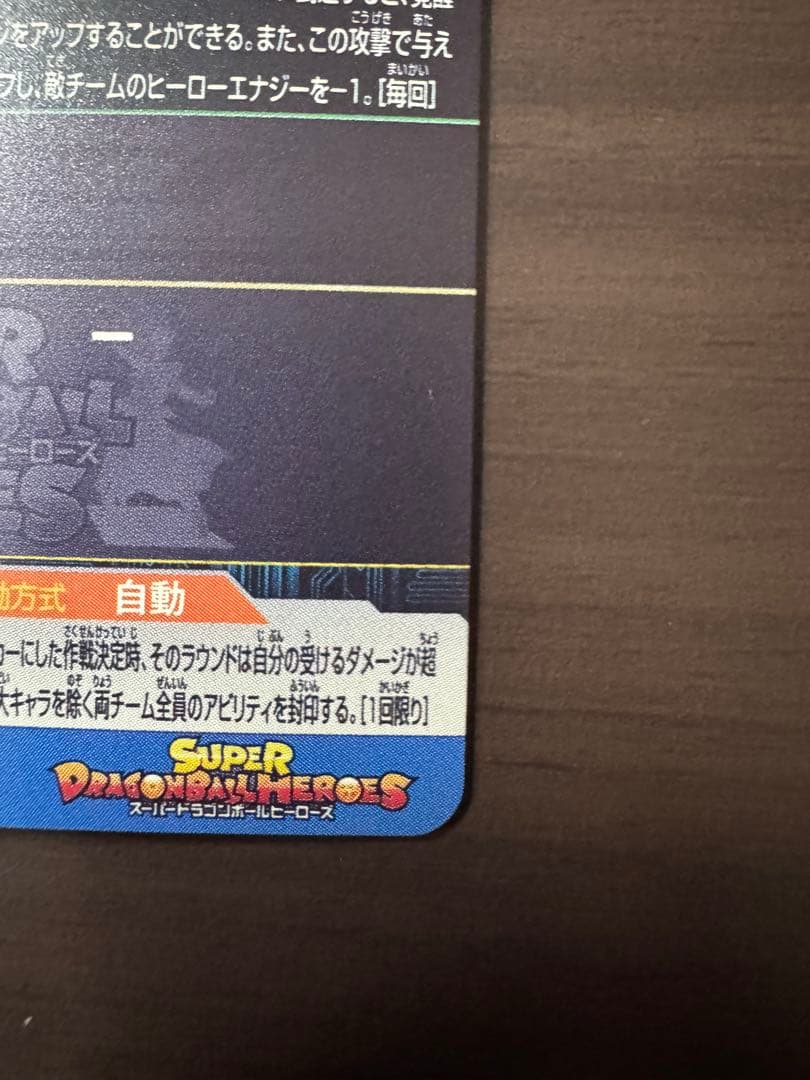 ンをアップすることができる。また、この攻撃で与え
プし、敵チームのヒーローエナジーを−1。[毎回]
ー
動方式 自動
カーにした作戦決定時、そのラウンドは自分の受けるダメージが超
大キャラを除く両チーム全員のアビリティを封印する。[1回限り]
SUPER
DRAGONBALL HEROES
スーパードラゴンボールヒーローズ